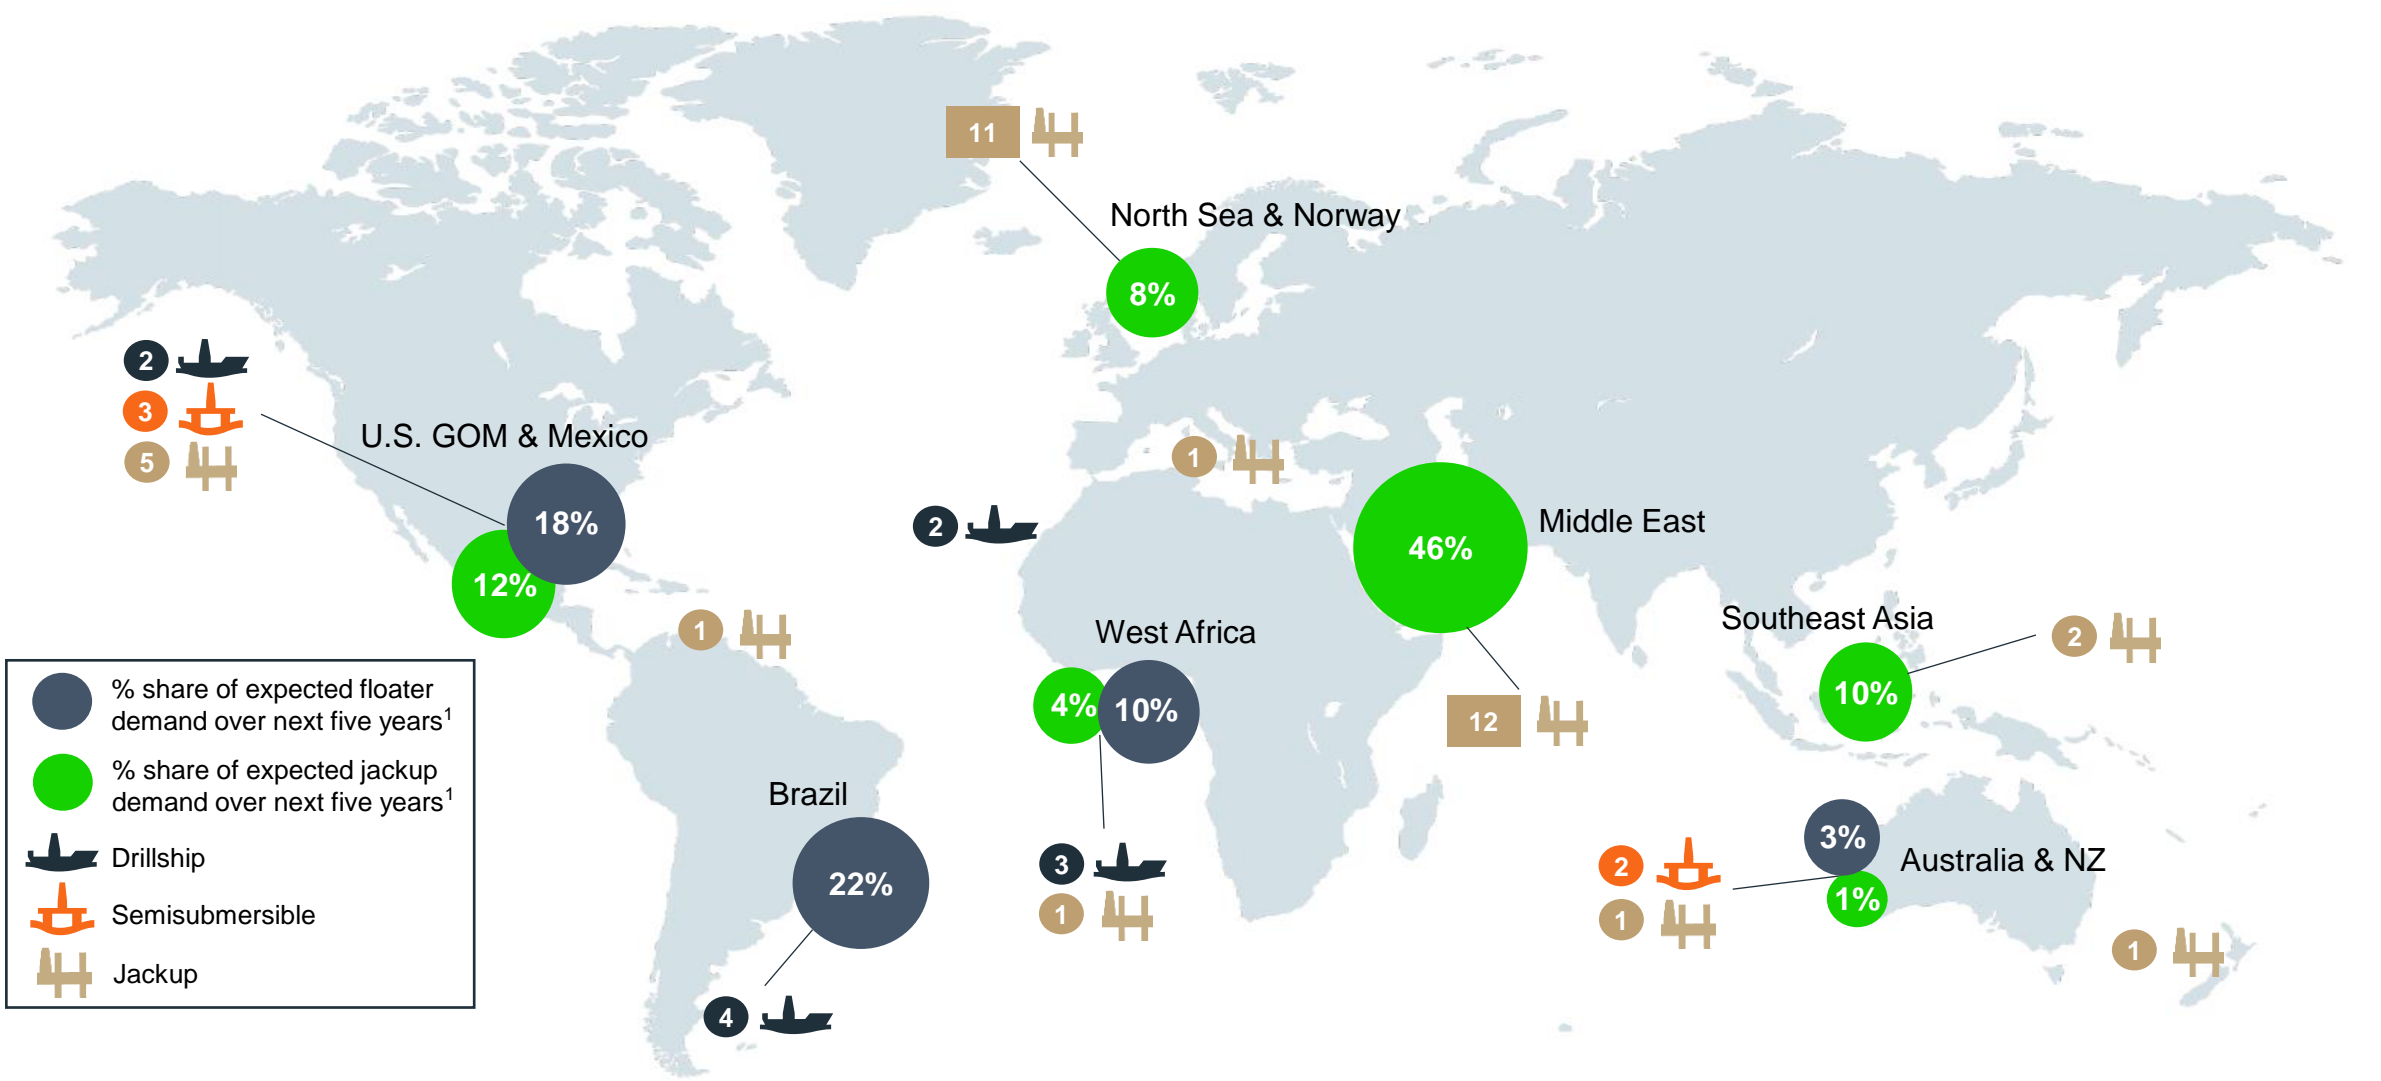 11
North Sea & Norway
8%
2
3
5
U.S. GOM & Mexico
18%
12%
1
2
46%
Middle East
1
West Africa
4%
10%
12
Southeast Asia
10%
2
% share of expected floater
demand over next five years1
% share of expected jackup
demand over next five years1
Drillship
Semisubmersible
Jackup
Brazil
22%
4
3
1
3%
Australia & NZ
1%
2
1
1